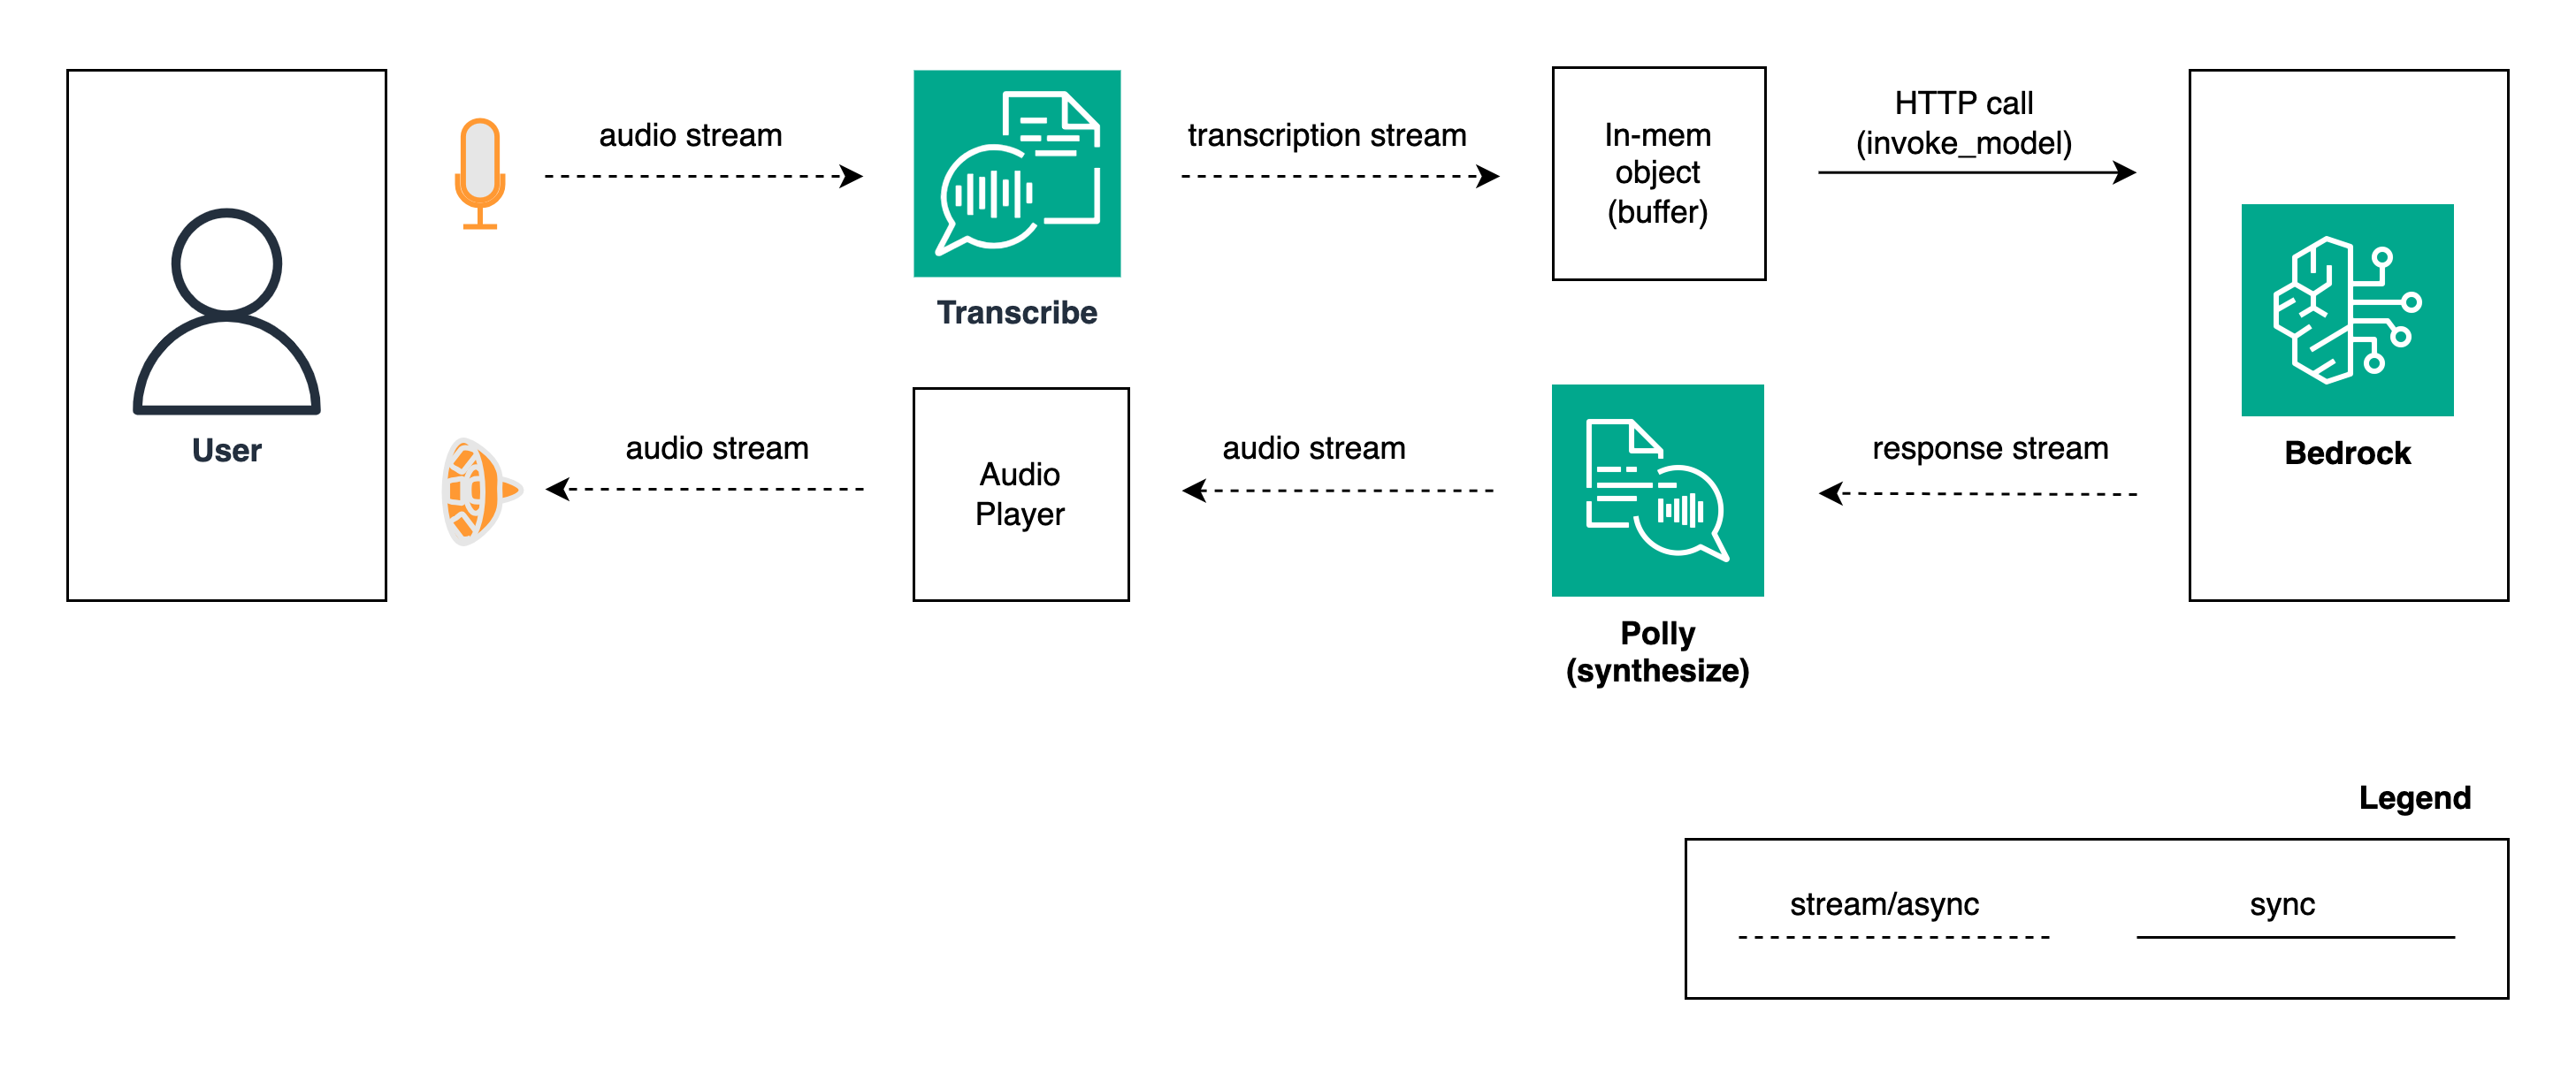 audio stream
transcription stream
In-mem
object
(buffer)
HTTP call
(invoke_model)
Transcribe
User
audio stream
Audio
Player
audio stream
response stream
Bedrock
Polly
(synthesize)
Legend
stream/async
sync